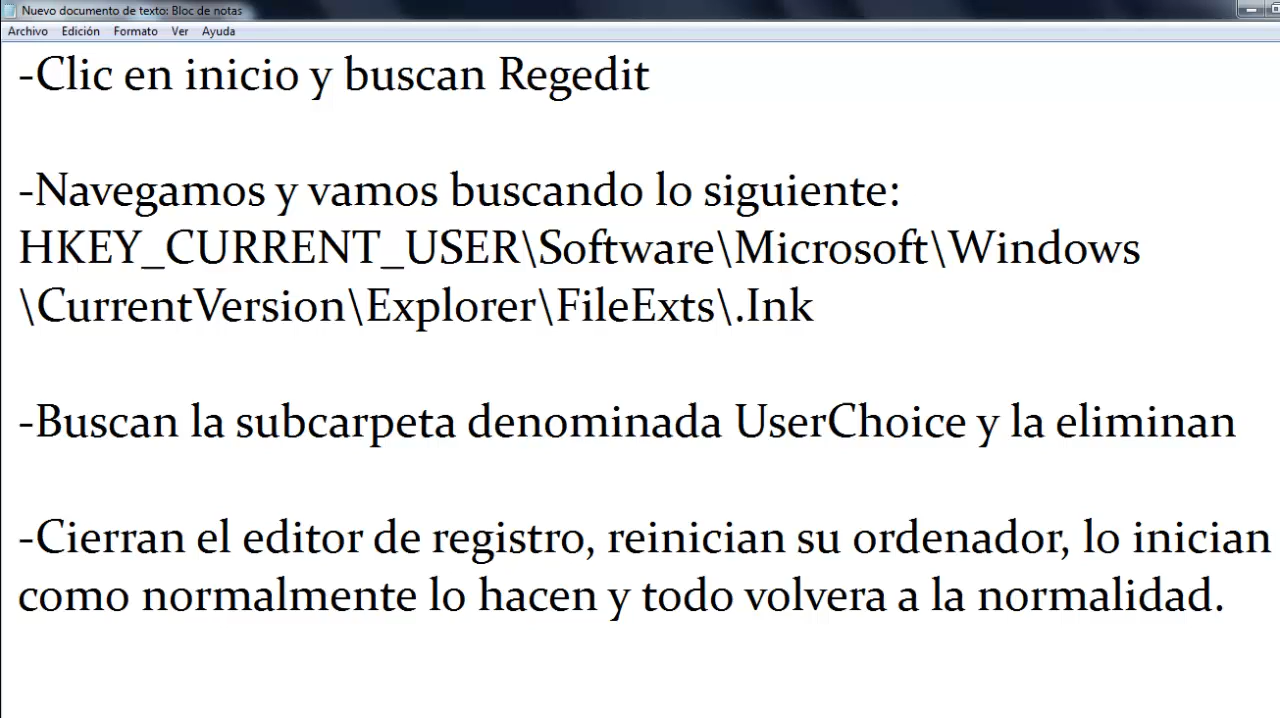 Nuevo documento de texto: Bloc de notas
Archivo Edición Formato Ver Ayuda
-Clic en inicio y buscan Regedit
-Navegamos y vamos buscando lo siguiente:
HKEY_CURRENT_USER\Software\Microsoft\Windows
\CurrentVersion\Explorer\FileExts\.Ink
-Buscan la subcarpeta denominada UserChoice y la eliminan
-Cierran el editor de registro, reinician su ordenador, lo inician
como normalmente lo hacen y todo volvera a la normalidad.